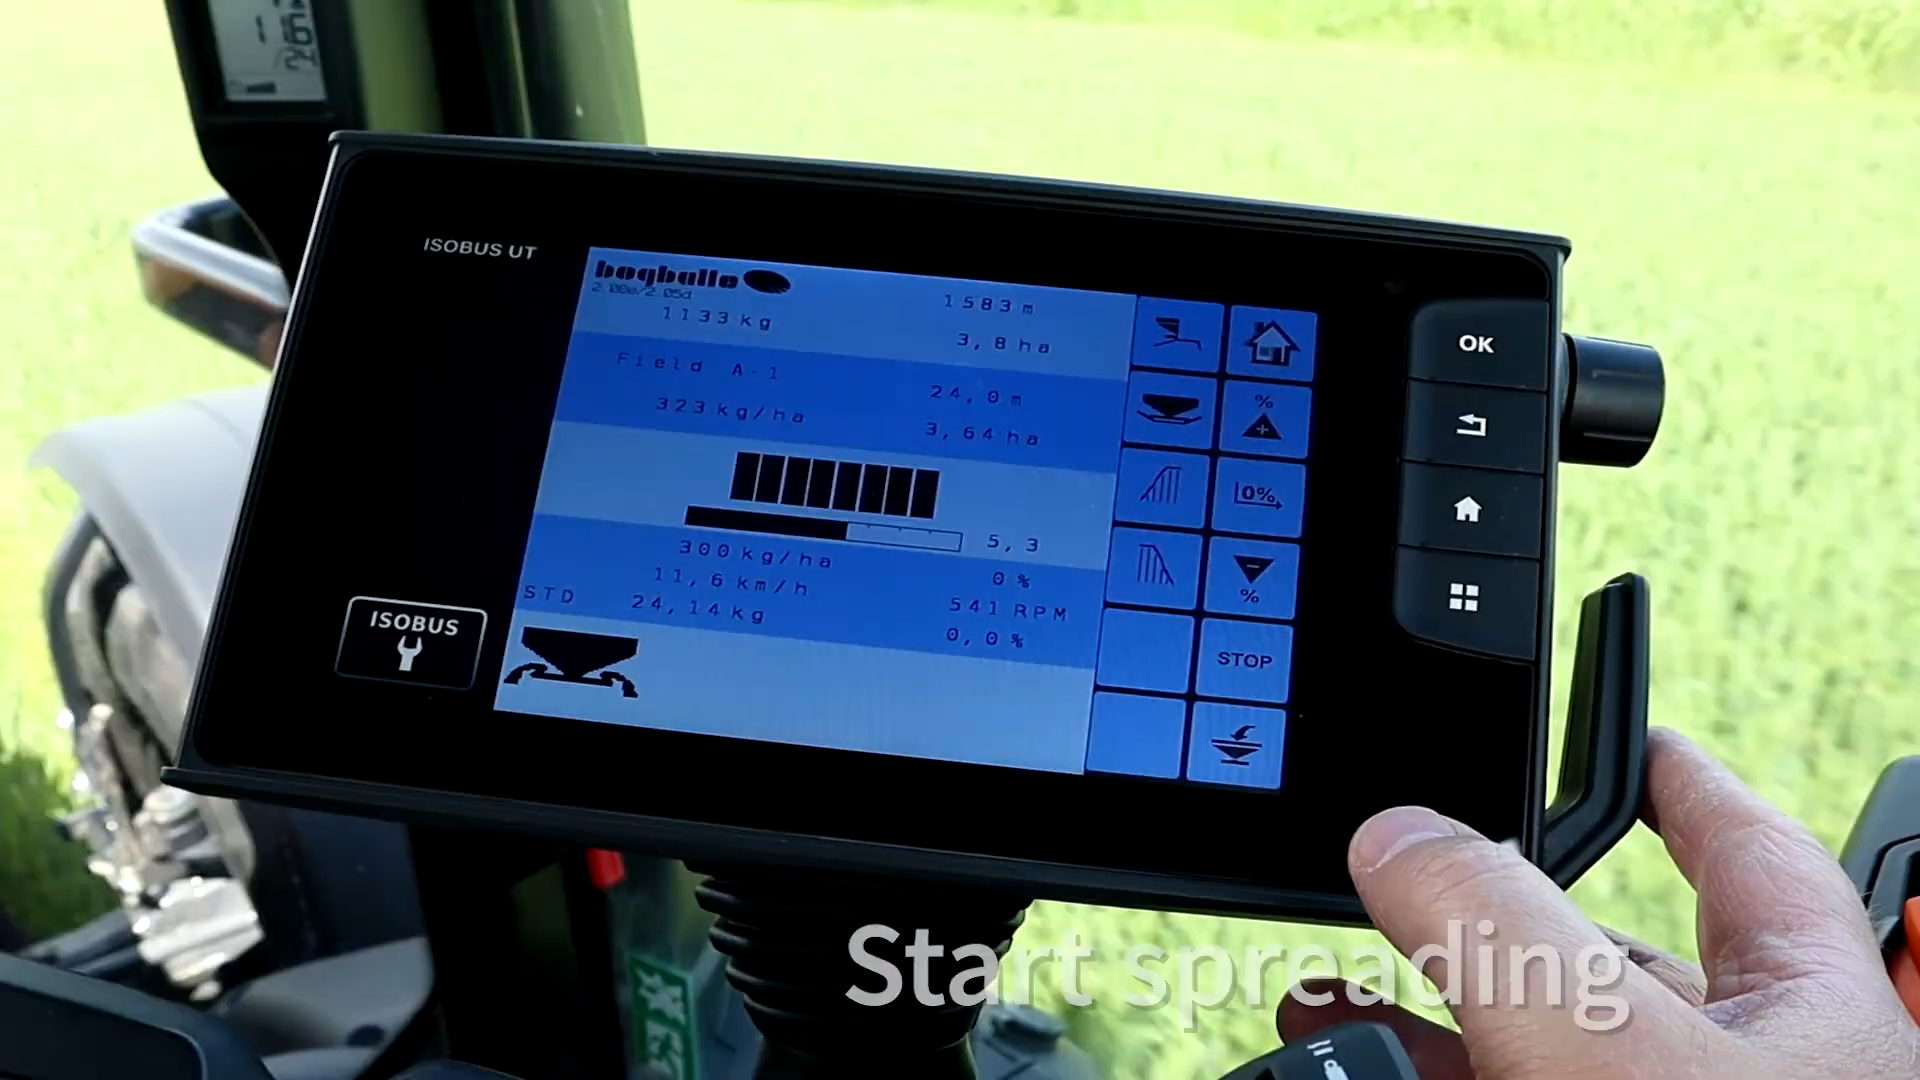 ISOBUS UT
bogballe
2.08e/2.05d
1583 m
1133 kg
3,8 ha
Field A-1
24,0 m
323 kg/ha
3,64 ha
5,3
300 kg/ha
0 %
11,6 km/h
541 RPM
STD
24,14 kg
0,0 %
%
+
0%
%
STOP
OK
ISOBUS
Start spreading